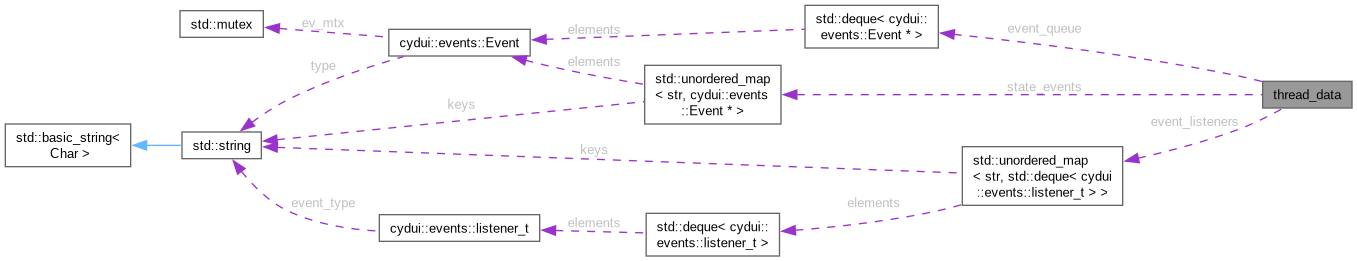 std::mutex
ev_mtx
cydui::events::Event
elements
std::deque< cydui::
events::Event * >
event_queue
type
elements
std::unordered_map
< str, cydui::events
::Event * >
keys
state_events
thread_data
event_listeners
std::basic_string<
Char >
std::string
keys
std::unordered_map
< str, std::deque< cydui
::events::listener_t > >
event_type
cydui::events::listener_t
elements
std::deque< cydui::
events::listener_t >
elements